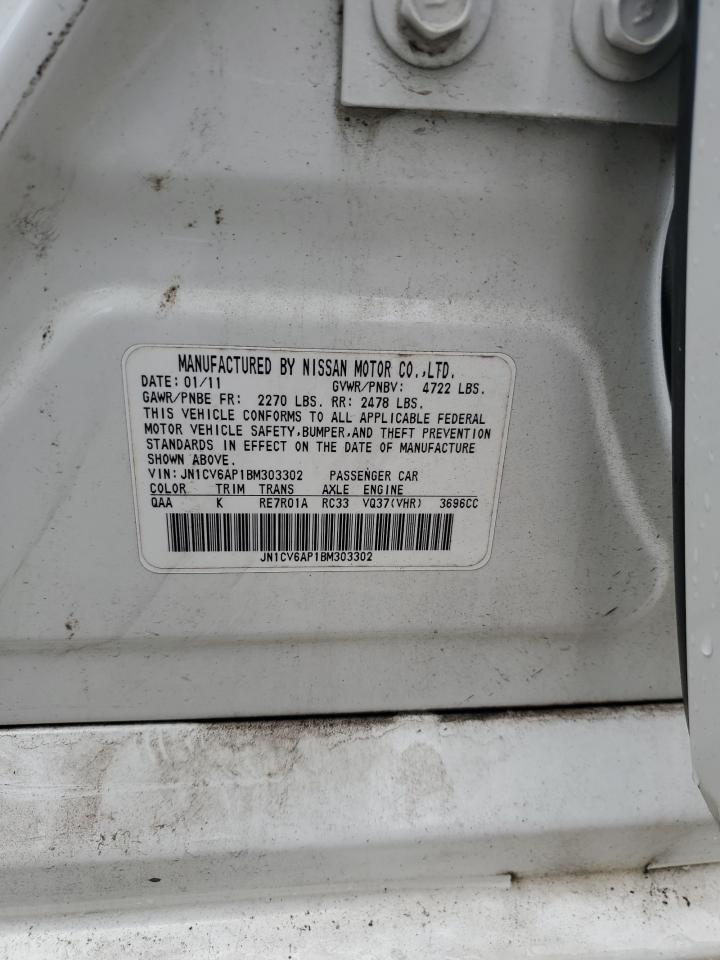 MANUFACTURED BY NISSAN MOTOR CO.,LTD.
DATE: 01/11 GVWR/PNBV: 4722 LBS.
GAWR/PNBE FR: 2270 LBS. RR: 2478 LBS.
THIS VEHICLE CONFORMS TO ALL APPLICABLE FEDERAL
MOTOR VEHICLE SAFETY,BUMPER,AND THEFT PREVENTION
STANDARDS IN EFFECT ON THE DATE OF MANUFACTURE
SHOWN ABOVE.
VIN:JN1CV6AP1BM303302 PASSENGER CAR
COLOR TRIM TRANS AXLE ENGINE
QAA K RE7R01A RC33 VQ37(VHR) 3696CC
JN1CV6AP1BM303302